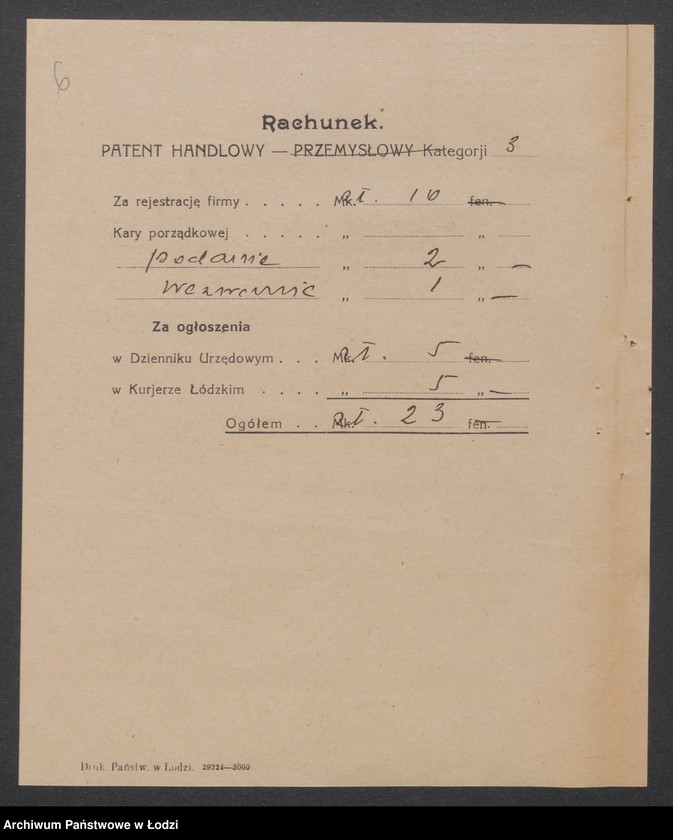 6
Rachunek.
PATENT HANDLOWY — PRZEMYSŁOWY Kategorji 3
Za rejestrację firmy . . . . . Mk. zł. 10 fen. —
Kary porządkowej . . . . . „ „
podanie „ 2 „ —
wezwanie „ 1 „ —
Za ogłoszenia
w Dzienniku Urzędowym . . . Mk. zł. 5 fen. —
w Kurjerze Łódzkim . . . . „ 5 „ —
Ogółem . . Mk. zł. 23 fen. —
Druk. Państw. w Łodzi. 29224—3000
Archiwum Państwowe w Łodzi